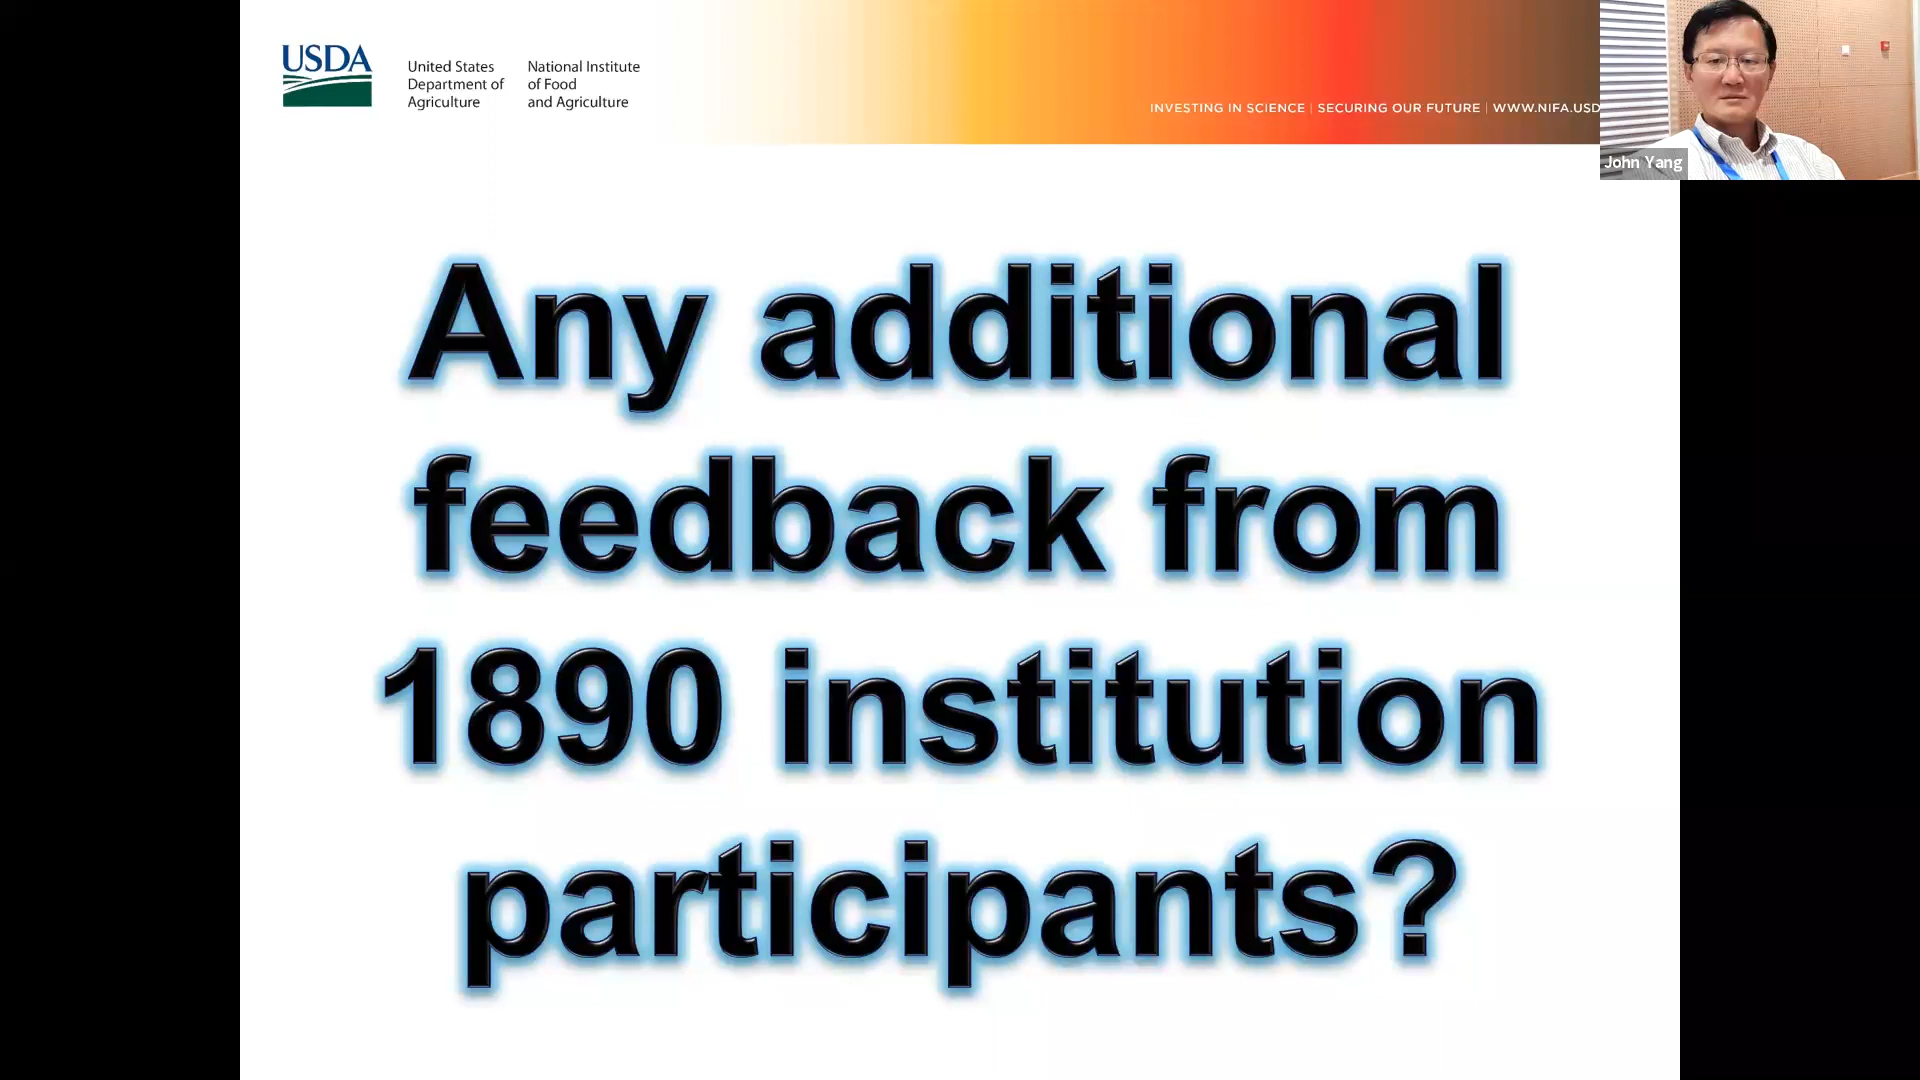 USDA
United States
Department of
Agriculture
National Institute
of Food
and Agriculture
INVESTING IN SCIENCE | SECURING OUR FUTURE | WWW.NIFA.USD
John Yang
Any additional
feedback from
1890 institution
participants?